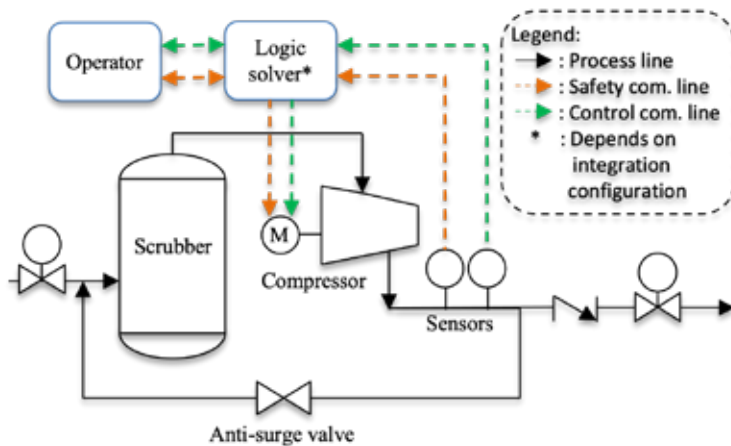 Operator
Logic
solver*
Legend:
: Process line
: Safety com. line
: Control com. line
* : Depends on
integration
configuration
Scrubber
M
Compressor
Sensors
Anti-surge valve